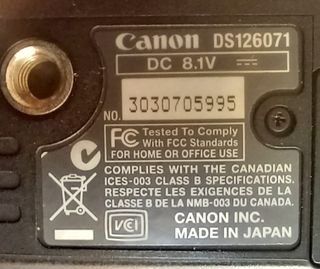 Canon DS126071
DC 8.1V
NO. 3030705995
FC Tested To Comply
With FCC Standards
FOR HOME OR OFFICE USE
COMPLIES WITH THE CANADIAN
ICES-003 CLASS B SPECIFICATIONS.
RESPECTE LES EXIGENCES DE LA
CLASSE B DE LA NMB-003 DU CANADA.
VCI
CANON INC.
MADE IN JAPAN